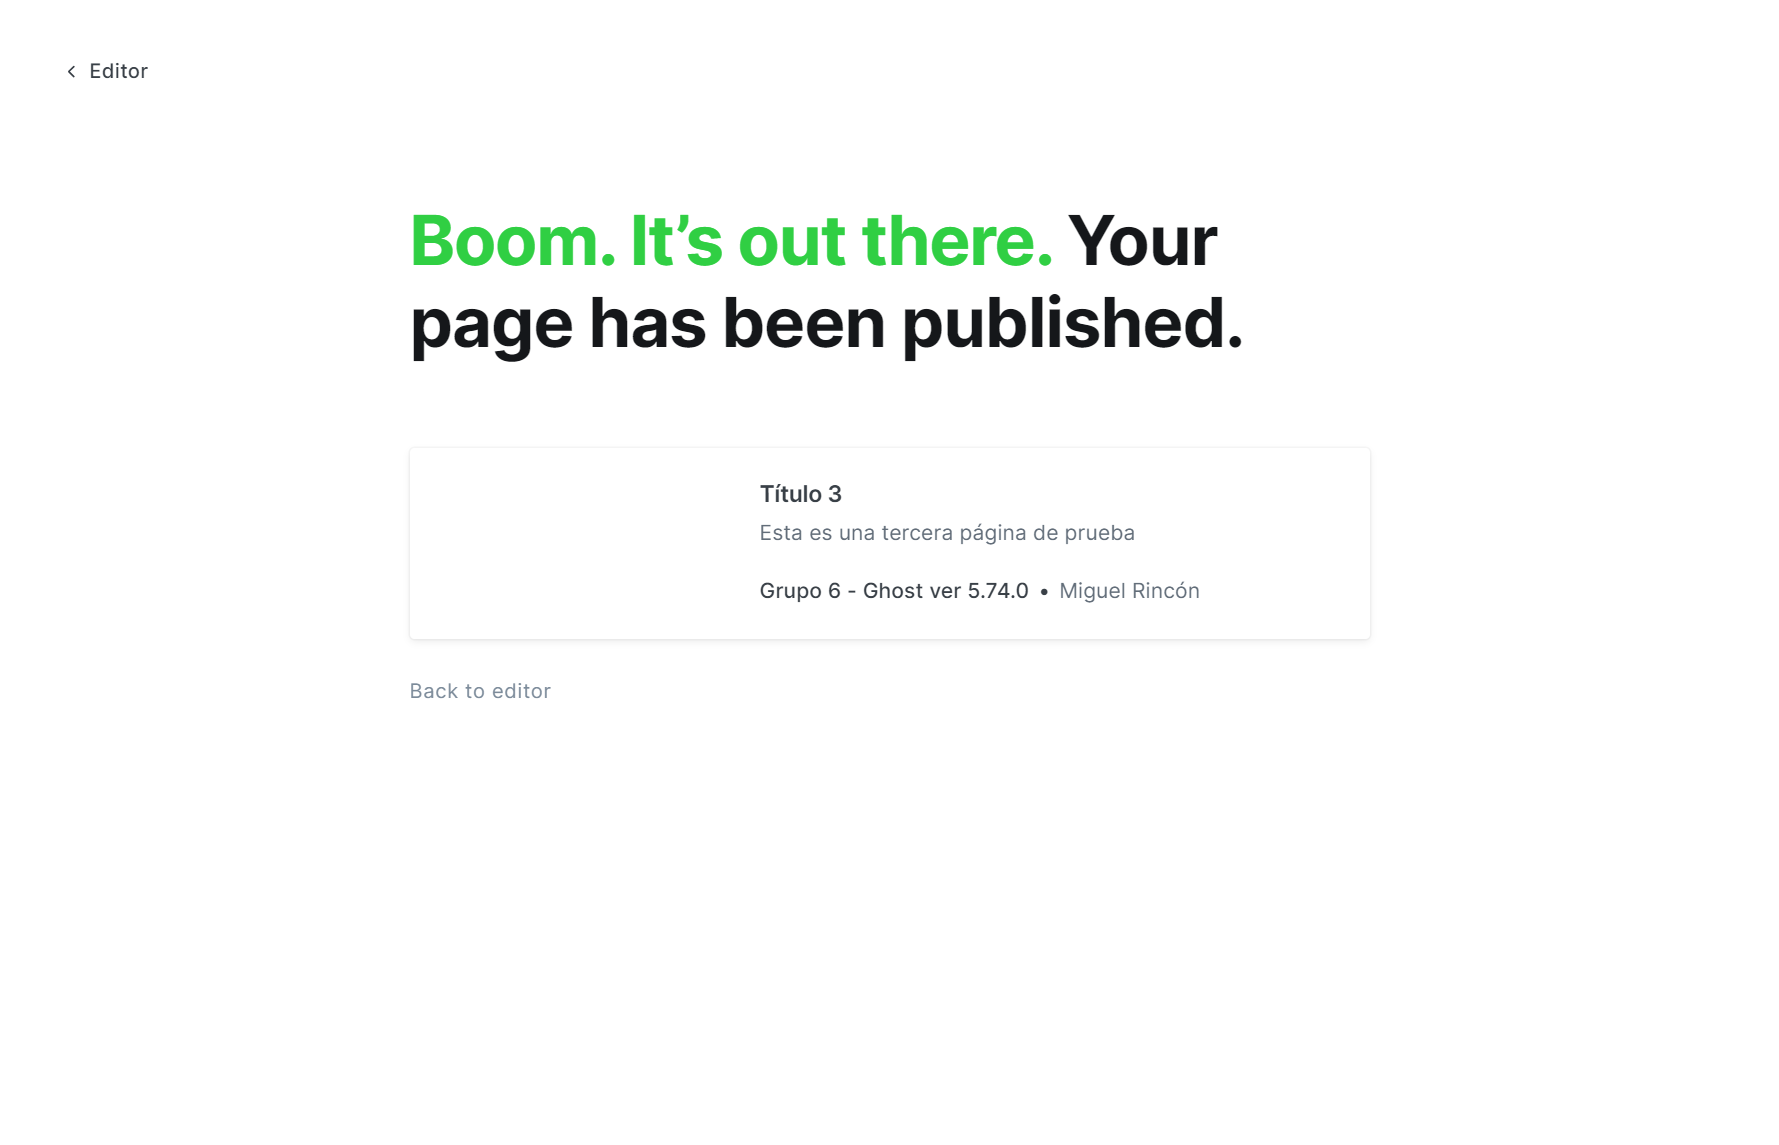 Editor
Boom. It’s out there. Your
page has been published.
Título 3
Esta es una tercera página de prueba
Grupo 6 - Ghost ver 5.74.0 • Miguel Rincón
Back to editor